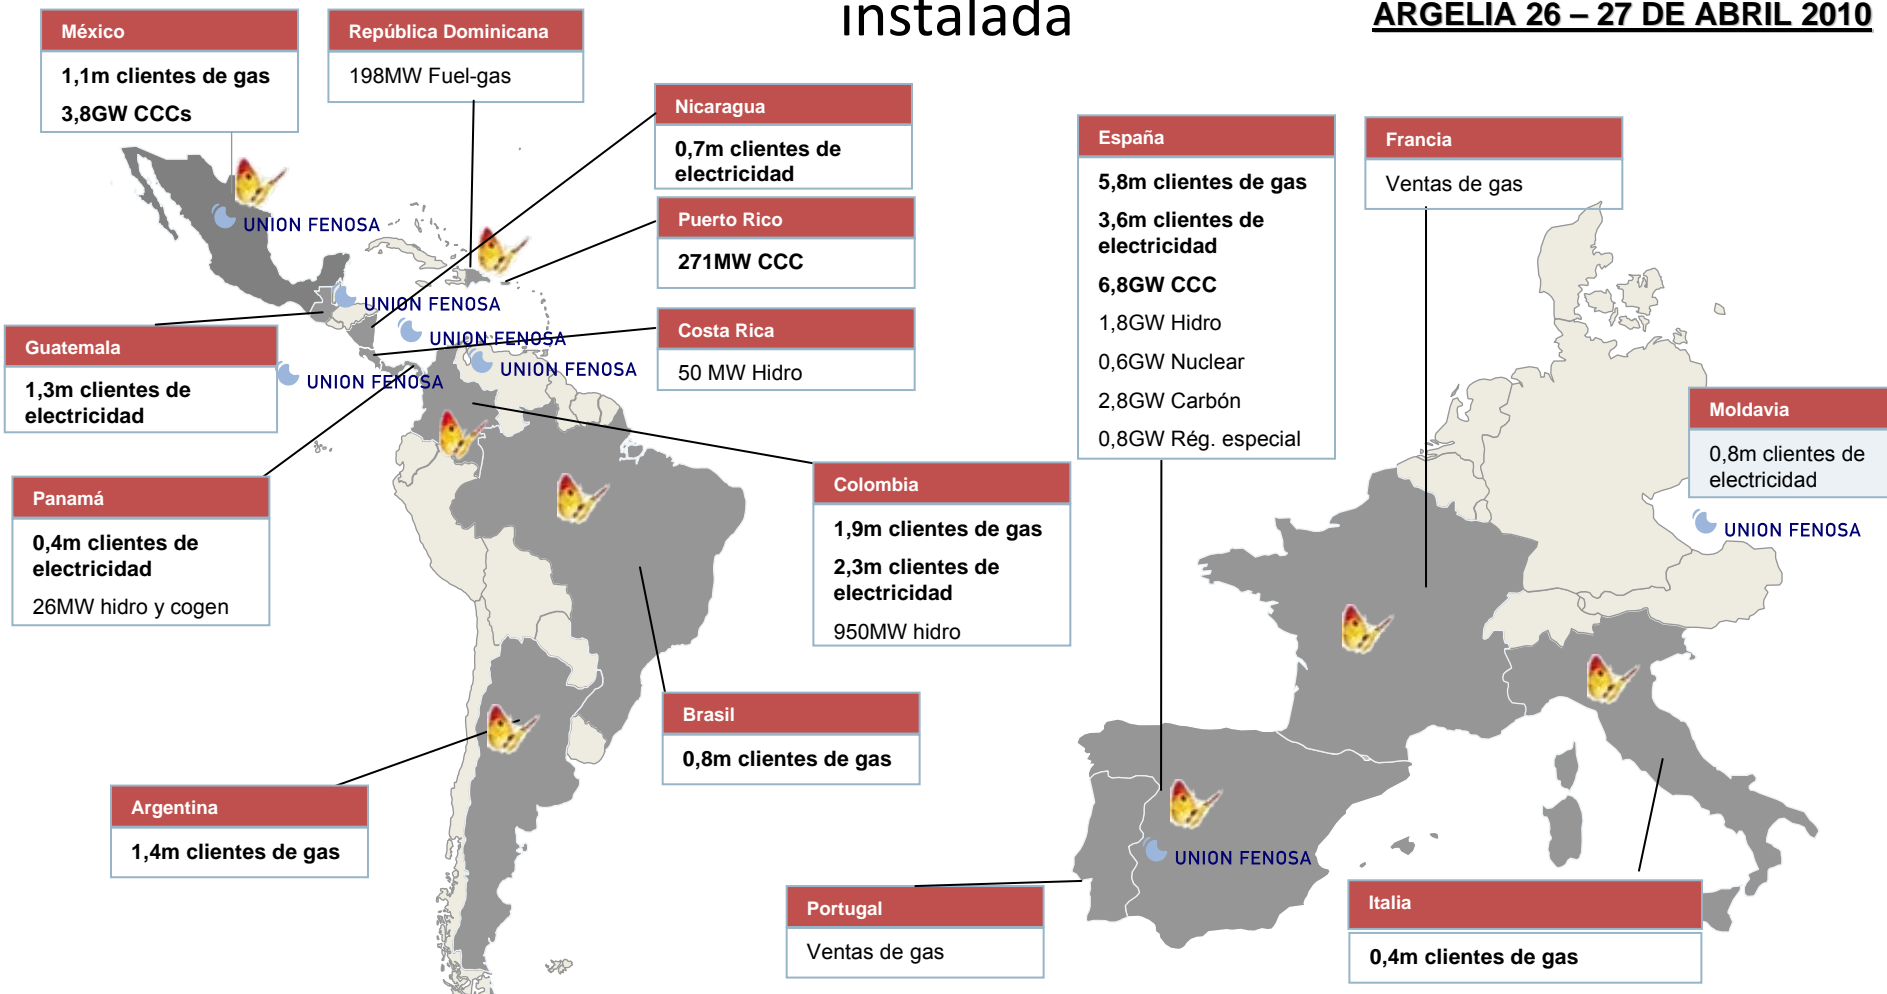 instalada
ARGELIA 26 – 27 DE ABRIL 2010
México
1,1m clientes de gas
3,8GW CCCs
República Dominicana
198MW Fuel-gas
Nicaragua
0,7m clientes de
electricidad
Puerto Rico
271MW CCC
Costa Rica
50 MW Hidro
España
5,8m clientes de gas
3,6m clientes de
electricidad
6,8GW CCC
1,8GW Hidro
0,6GW Nuclear
2,8GW Carbón
0,8GW Rég. especial
Francia
Ventas de gas
UNION FENOSA
UNION FENOSA
UNION FENOSA
UNION FENOSA
UNION FENOSA
Guatemala
1,3m clientes de
electricidad
Moldavia
0,8m clientes de
electricidad
UNION FENOSA
Panamá
0,4m clientes de
electricidad
26MW hidro y cogen
Colombia
1,9m clientes de gas
2,3m clientes de
electricidad
950MW hidro
Brasil
0,8m clientes de gas
Argentina
1,4m clientes de gas
UNION FENOSA
Portugal
Ventas de gas
Italia
0,4m clientes de gas